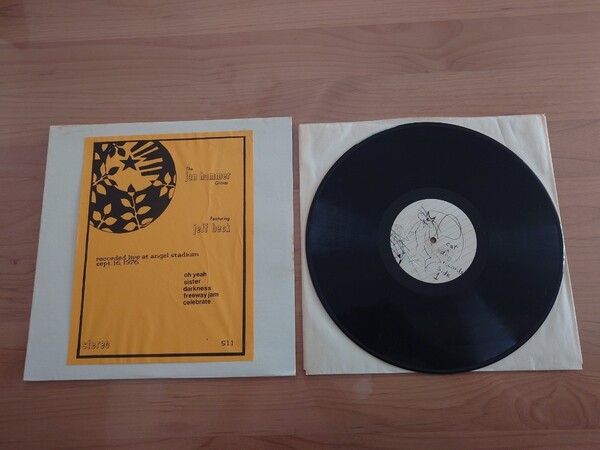 The
jan hammer
Group
Featuring
jeff beck
recorded live at angel stadium
sept. 16, 1976
oh yeah
sister
darkness
freeway jam
celebrate
stereo
S11